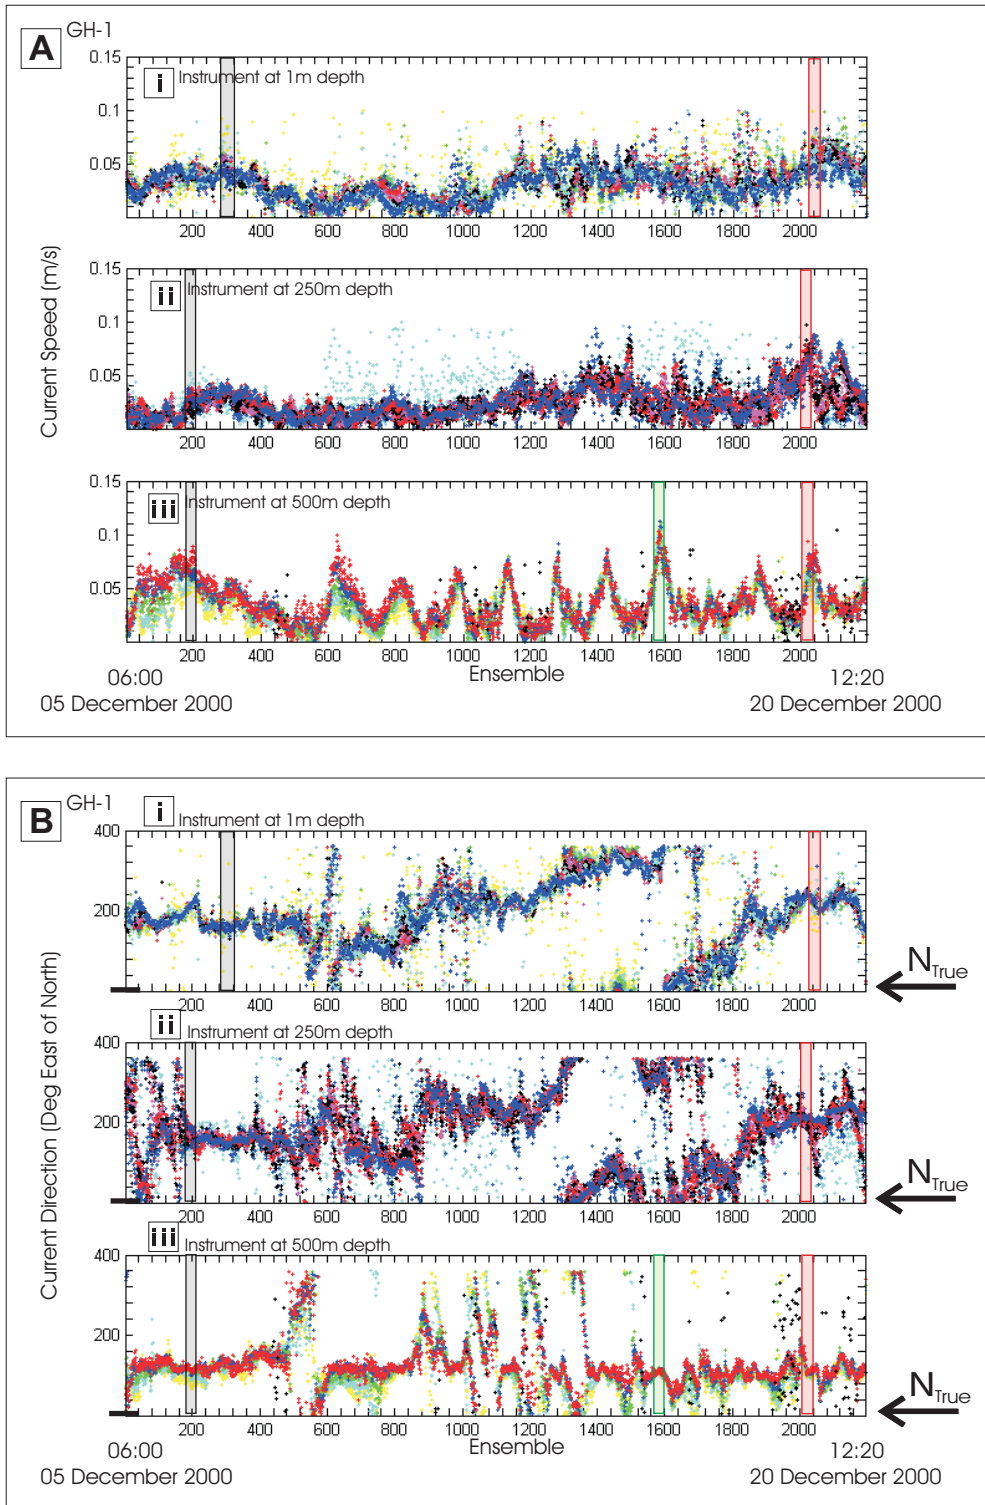 A GH-1
i Instrument at 1m depth
0.15
0.1
0.05
200 400 600 800 1000 1200 1400 1600 1800 2000
ii Instrument at 250m depth
0.15
0.1
0.05
200 400 600 800 1000 1200 1400 1600 1800 2000
Current Speed (m/s)
iii Instrument at 500m depth
0.15
0.1
0.05
200 400 600 800 1000 1200 1400 1600 1800 2000
Ensemble
06:00 12:20
05 December 2000 20 December 2000
B GH-1
i Instrument at 1m depth
400
200
200 400 600 800 1000 1200 1400 1600 1800 2000
N True
ii Instrument at 250m depth
400
200
200 400 600 800 1000 1200 1400 1600 1800 2000
N True
Current Direction (Deg East of North)
iii Instrument at 500m depth
400
200
200 400 600 800 1000 1200 1400 1600 1800 2000
N True
Ensemble
06:00 12:20
05 December 2000 20 December 2000